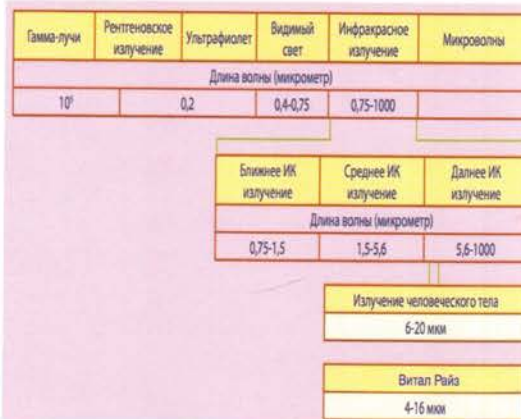 Гамма-лучи Рентгеновское излучение Ультрафиолет Видимый свет Инфракрасное излучение Микроволны
Длина волны (микрометр)
10⁵ 0,2 0,4-0,75 0,75-1000
Ближнее ИК излучение Среднее ИК излучение Далнее ИК излучение
Длина волны (микрометр)
0,75-1,5 1,5-5,6 5,6-1000
Излучение человеческого тела
6-20 мкм
Витал Райз
4-16 мкм